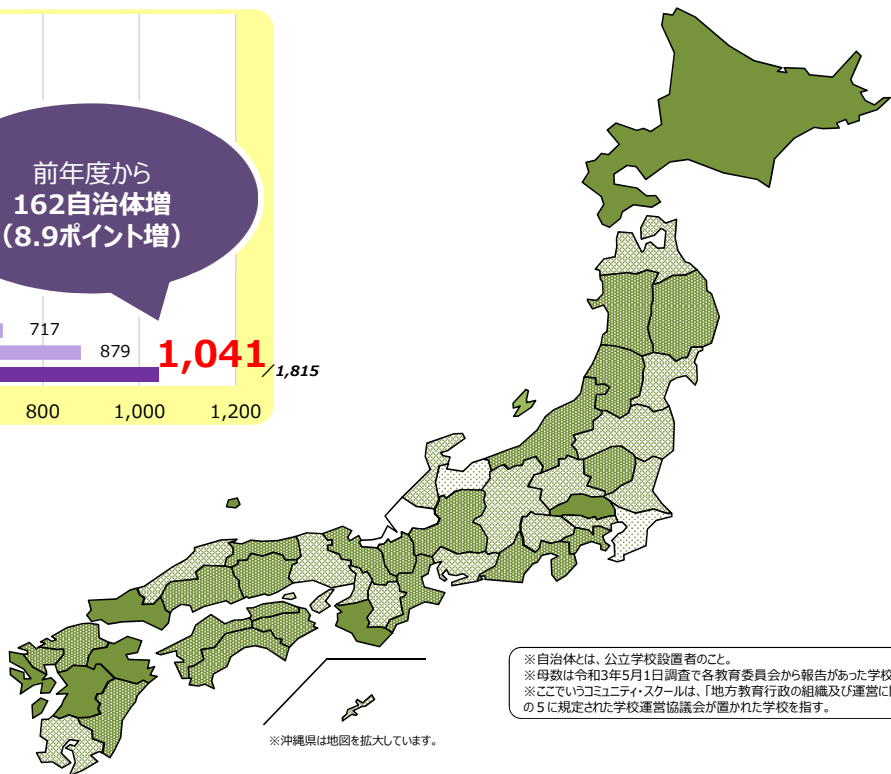 前年度から
162自治体増
（8.9ポイント増）
717
879
1,041／1,815
800 1,000 1,200
※自治体とは、公立学校設置者のこと。
※母数は令和3年5月1日調査で各教育委員会から報告があった学校
※ここでいうコミュニティ・スクールは、「地方教育行政の組織及び運営に
の５に規定された学校運営協議会が置かれた学校を指す。
※沖縄県は地図を拡大しています。